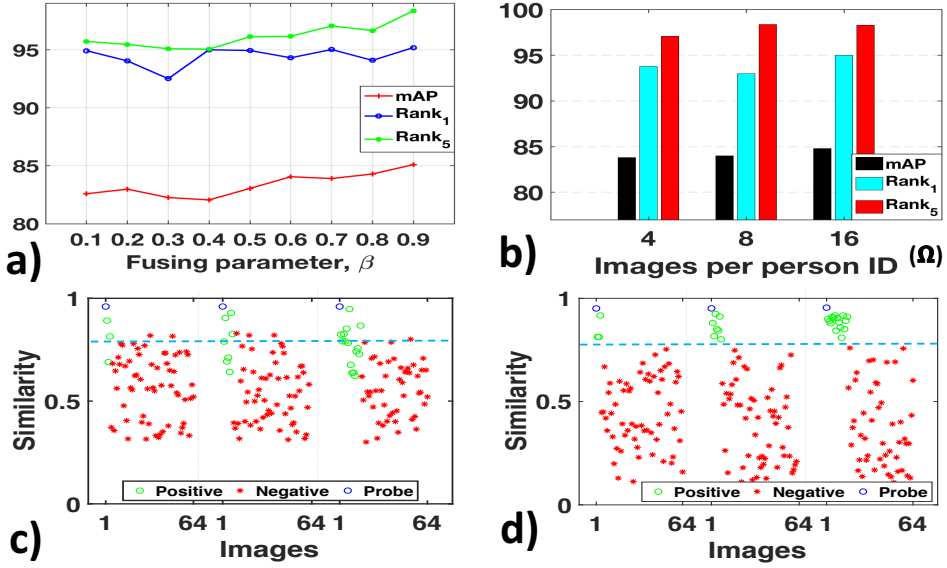 95
90
85
80
mAP
Rank1
Rank5
0.1 0.2 0.3 0.4 0.5 0.6 0.7 0.8 0.9
Fusing parameter, β
a)
100
95
90
85
80
mAP
Rank1
Rank5
4 8 16
Images per person ID (Ω)
b)
1
0.5
0
Similarity
Positive Negative Probe
1 64 1 64 1 64
Images
c)
1
0.5
0
Similarity
Positive Negative Probe
1 64 1 64 1 64
Images
d)